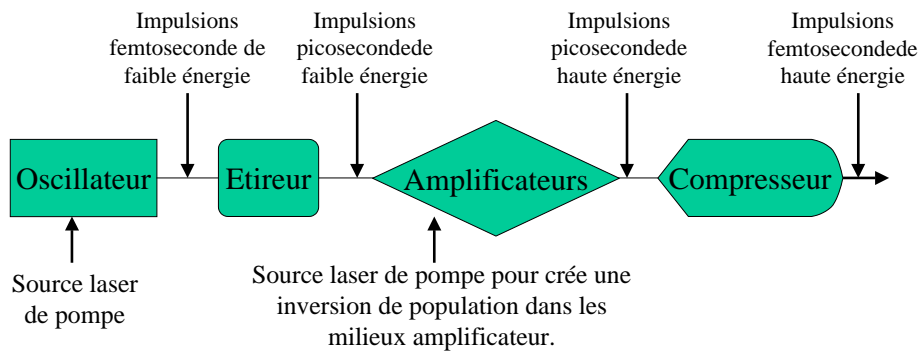 Impulsions
femtoseconde de
faible énergie
Impulsions
picosecondede
faible énergie
Impulsions
picosecondede
haute énergie
Impulsions
femtosecondede
haute énergie
Oscillateur
Etireur
Amplificateurs
Compresseur
Source laser
de pompe
Source laser de pompe pour crée une
inversion de population dans les
milieux amplificateur.